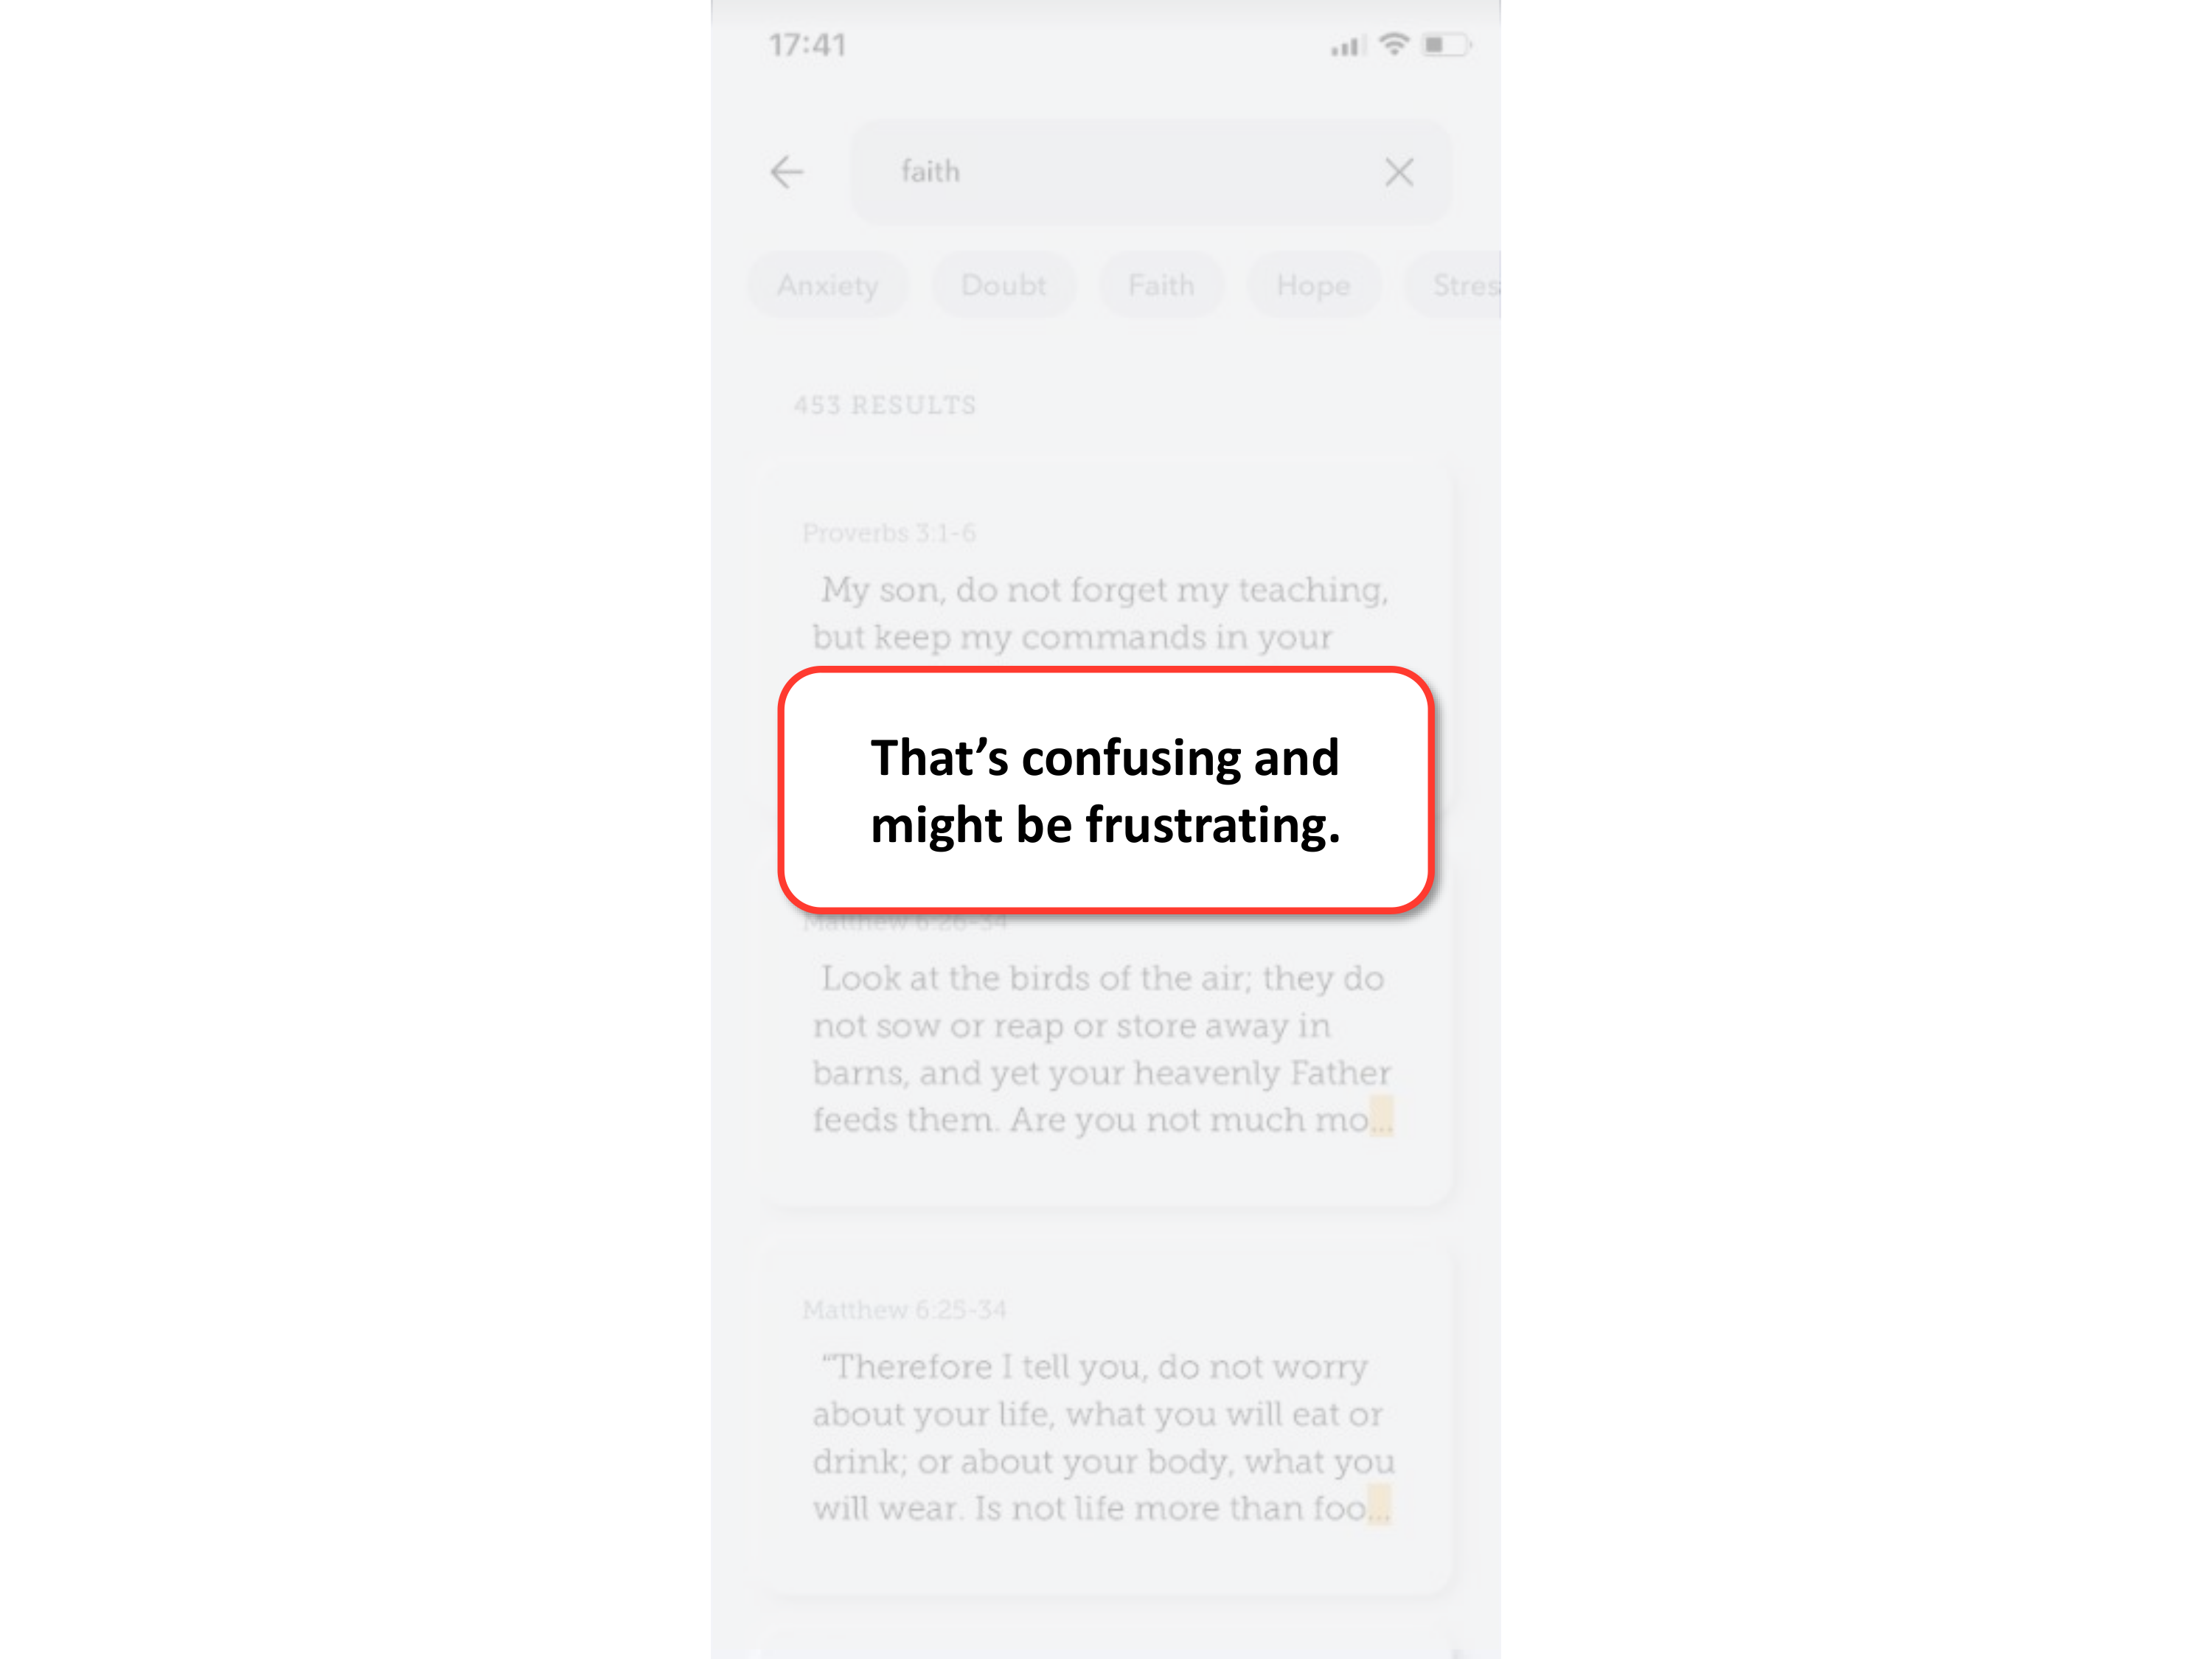 17:41
faith
Anxiety Doubt Faith Hope Stres
453 RESULTS
Proverbs 3:1-6
My son, do not forget my teaching,
but keep my commands in your
That’s confusing and
might be frustrating.
Matthew 6:26-34
Look at the birds of the air; they do
not sow or reap or store away in
barns, and yet your heavenly Father
feeds them. Are you not much mo...
Matthew 6:25-34
“Therefore I tell you, do not worry
about your life, what you will eat or
drink; or about your body, what you
will wear. Is not life more than foo...